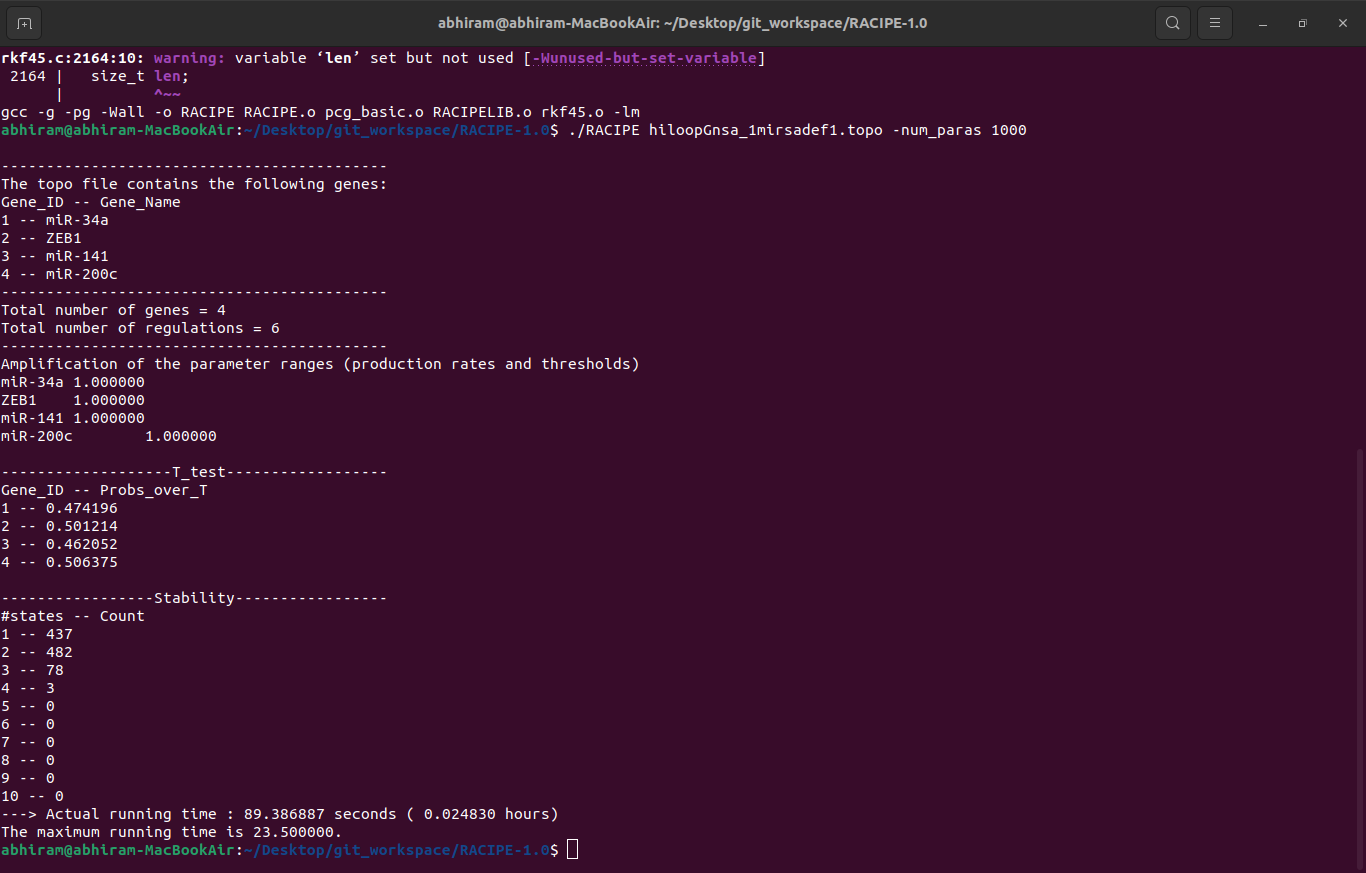 abhiram@abhiram-MacBookAir: ~/Desktop/git_workspace/RACIPE-1.0
rkf45.c:2164:10: warning: variable ‘len’ set but not used [-Wunused-but-set-variable]
 2164 |   size_t len;
      |          ^~~
gcc -g -pg -Wall -o RACIPE RACIPE.o pcg_basic.o RACIPELIB.o rkf45.o -lm
abhiram@abhiram-MacBookAir:~/Desktop/git_workspace/RACIPE-1.0$ ./RACIPE hiloopGnsa_1mirsadef1.topo -num_paras 1000
-------------------------------------------
The topo file contains the following genes:
Gene_ID -- Gene_Name
1 -- miR-34a
2 -- ZEB1
3 -- miR-141
4 -- miR-200c
-------------------------------------------
Total number of genes = 4
Total number of regulations = 6
-------------------------------------------
Amplification of the parameter ranges (production rates and thresholds)
miR-34a 1.000000
ZEB1    1.000000
miR-141 1.000000
miR-200c        1.000000
-------------------T_test------------------
Gene_ID -- Probs_over_T
1 -- 0.474196
2 -- 0.501214
3 -- 0.462052
4 -- 0.506375
-----------------Stability-----------------
#states -- Count
1 -- 437
2 -- 482
3 -- 78
4 -- 3
5 -- 0
6 -- 0
7 -- 0
8 -- 0
9 -- 0
10 -- 0
---> Actual running time : 89.386887 seconds ( 0.024830 hours)
The maximum running time is 23.500000.
abhiram@abhiram-MacBookAir:~/Desktop/git_workspace/RACIPE-1.0$